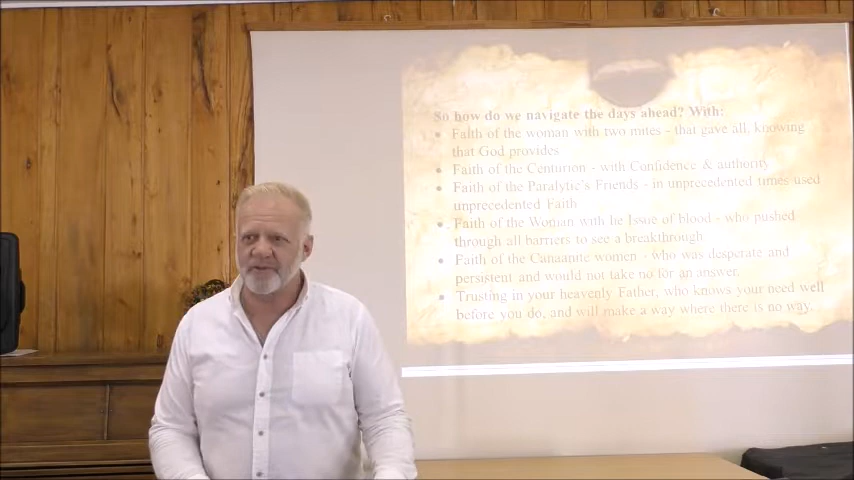 So how do we navigate the days ahead? With:
• Faith of the woman with two mites - that gave all, knowing
that God provides
• Faith of the Centurion - with Confidence & authority
• Faith of the Paralytic's Friends - in unprecedented times used
unprecedented Faith
• Faith of the Woman with he Issue of blood - who pushed
through all barriers to see a breakthrough.
• Faith of the Canaanite women - who was desperate and
persistent and would not take no for an answer.
• Trusting in your heavenly Father, who knows your need well
before you do, and will make a way where there is no way.